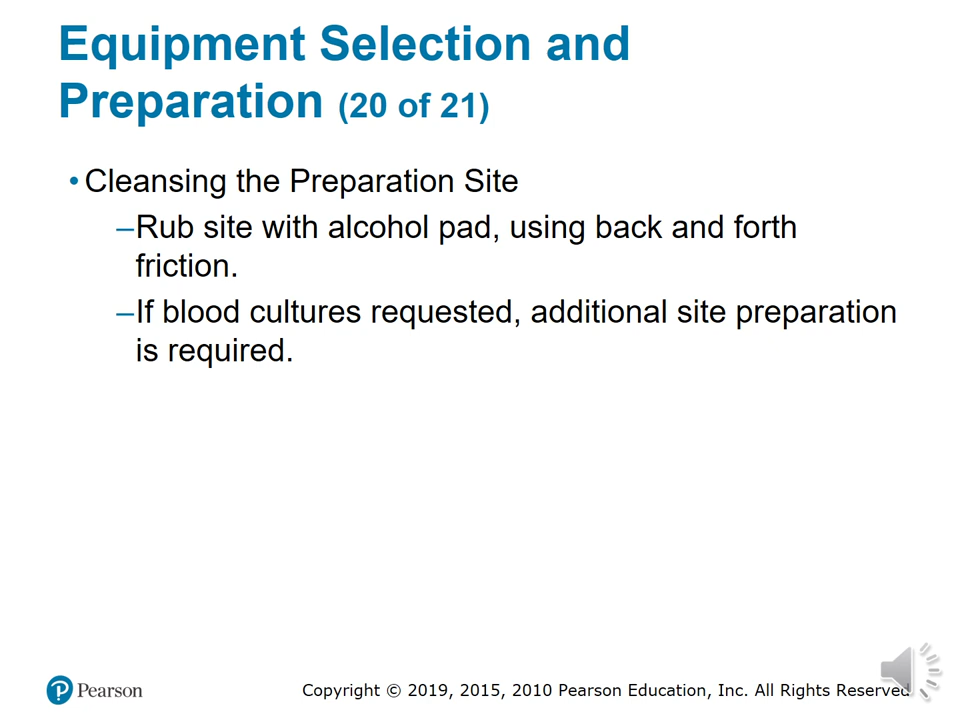 Equipment Selection and
Preparation (20 of 21)
• Cleansing the Preparation Site
–Rub site with alcohol pad, using back and forth
friction.
–If blood cultures requested, additional site preparation
is required.
Pearson
Copyright © 2019, 2015, 2010 Pearson Education, Inc. All Rights Reserved